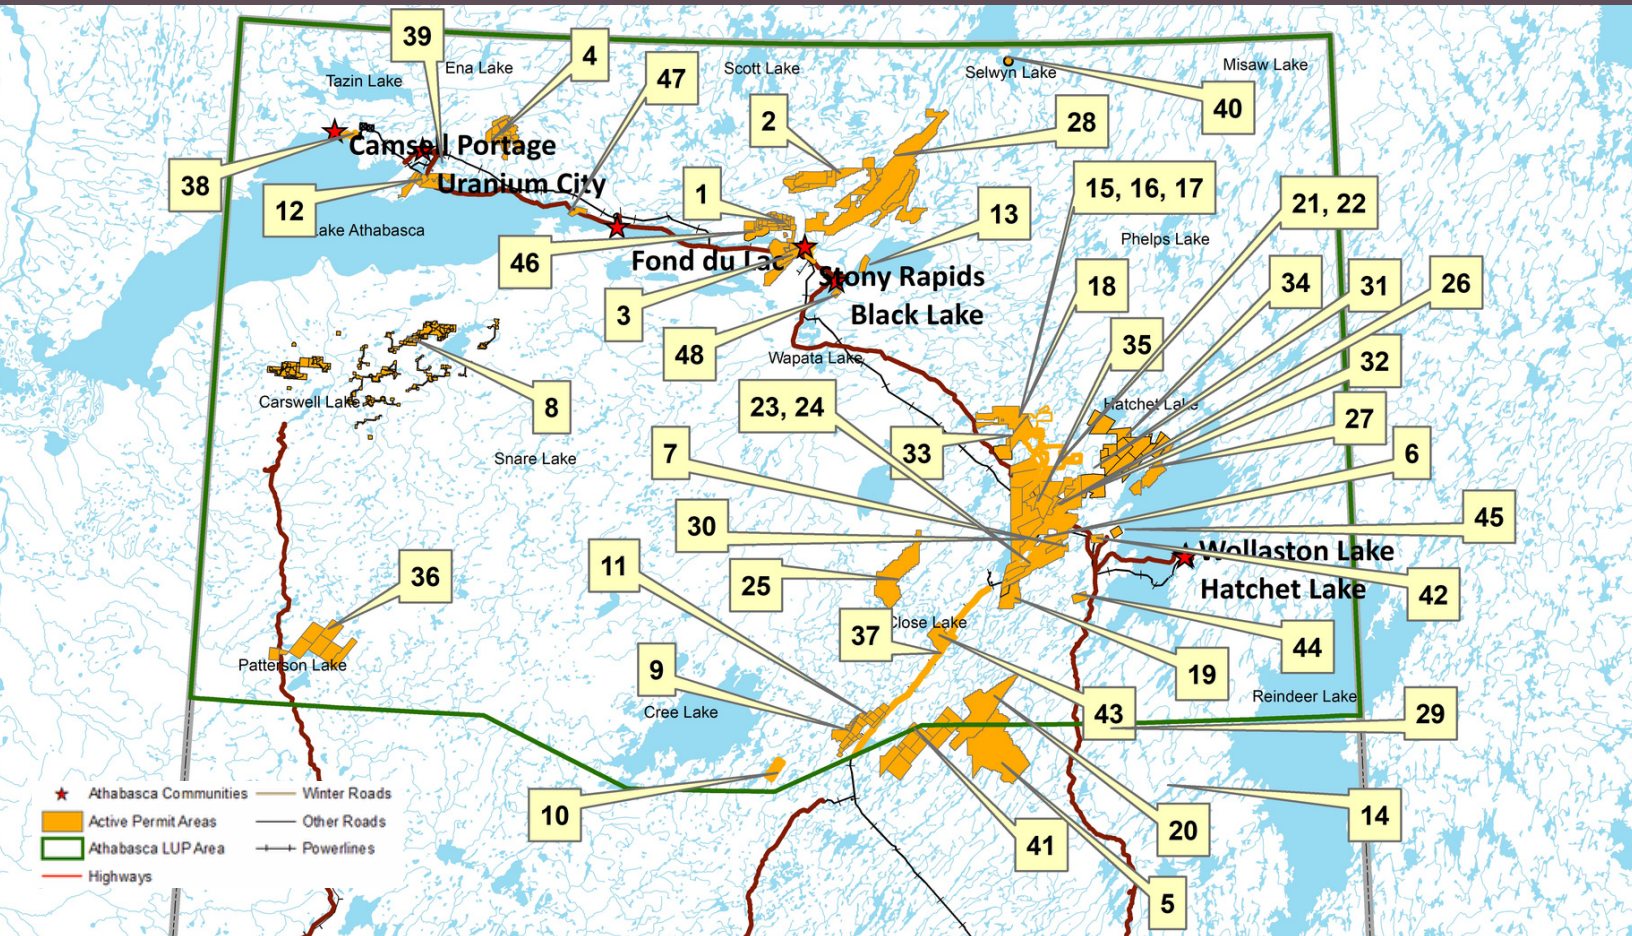 39
4
47
Ena Lake
Tazin Lake
Scott Lake
Selwyn Lake
Misaw Lake
40
2
28
Camsell Portage
38
12
Uranium City
1
15, 16, 17
21, 22
13
Lake Athabasca
Phelps Lake
46
Fond du Lac
Stony Rapids
18
34
31
26
3
Black Lake
48
Wapata Lake
35
32
Carswell Lake
8
23, 24
Hatchet Lake
27
7
33
6
Snare Lake
30
45
Wollaston Lake
Hatchet Lake
11
25
36
42
Close Lake
37
44
Patterson Lake
9
19
Cree Lake
Reindeer Lake
43
29
10
41
20
14
5
Athabasca Communities
Winter Roads
Active Permit Areas
Other Roads
Athabasca LUP Area
Powerlines
Highways